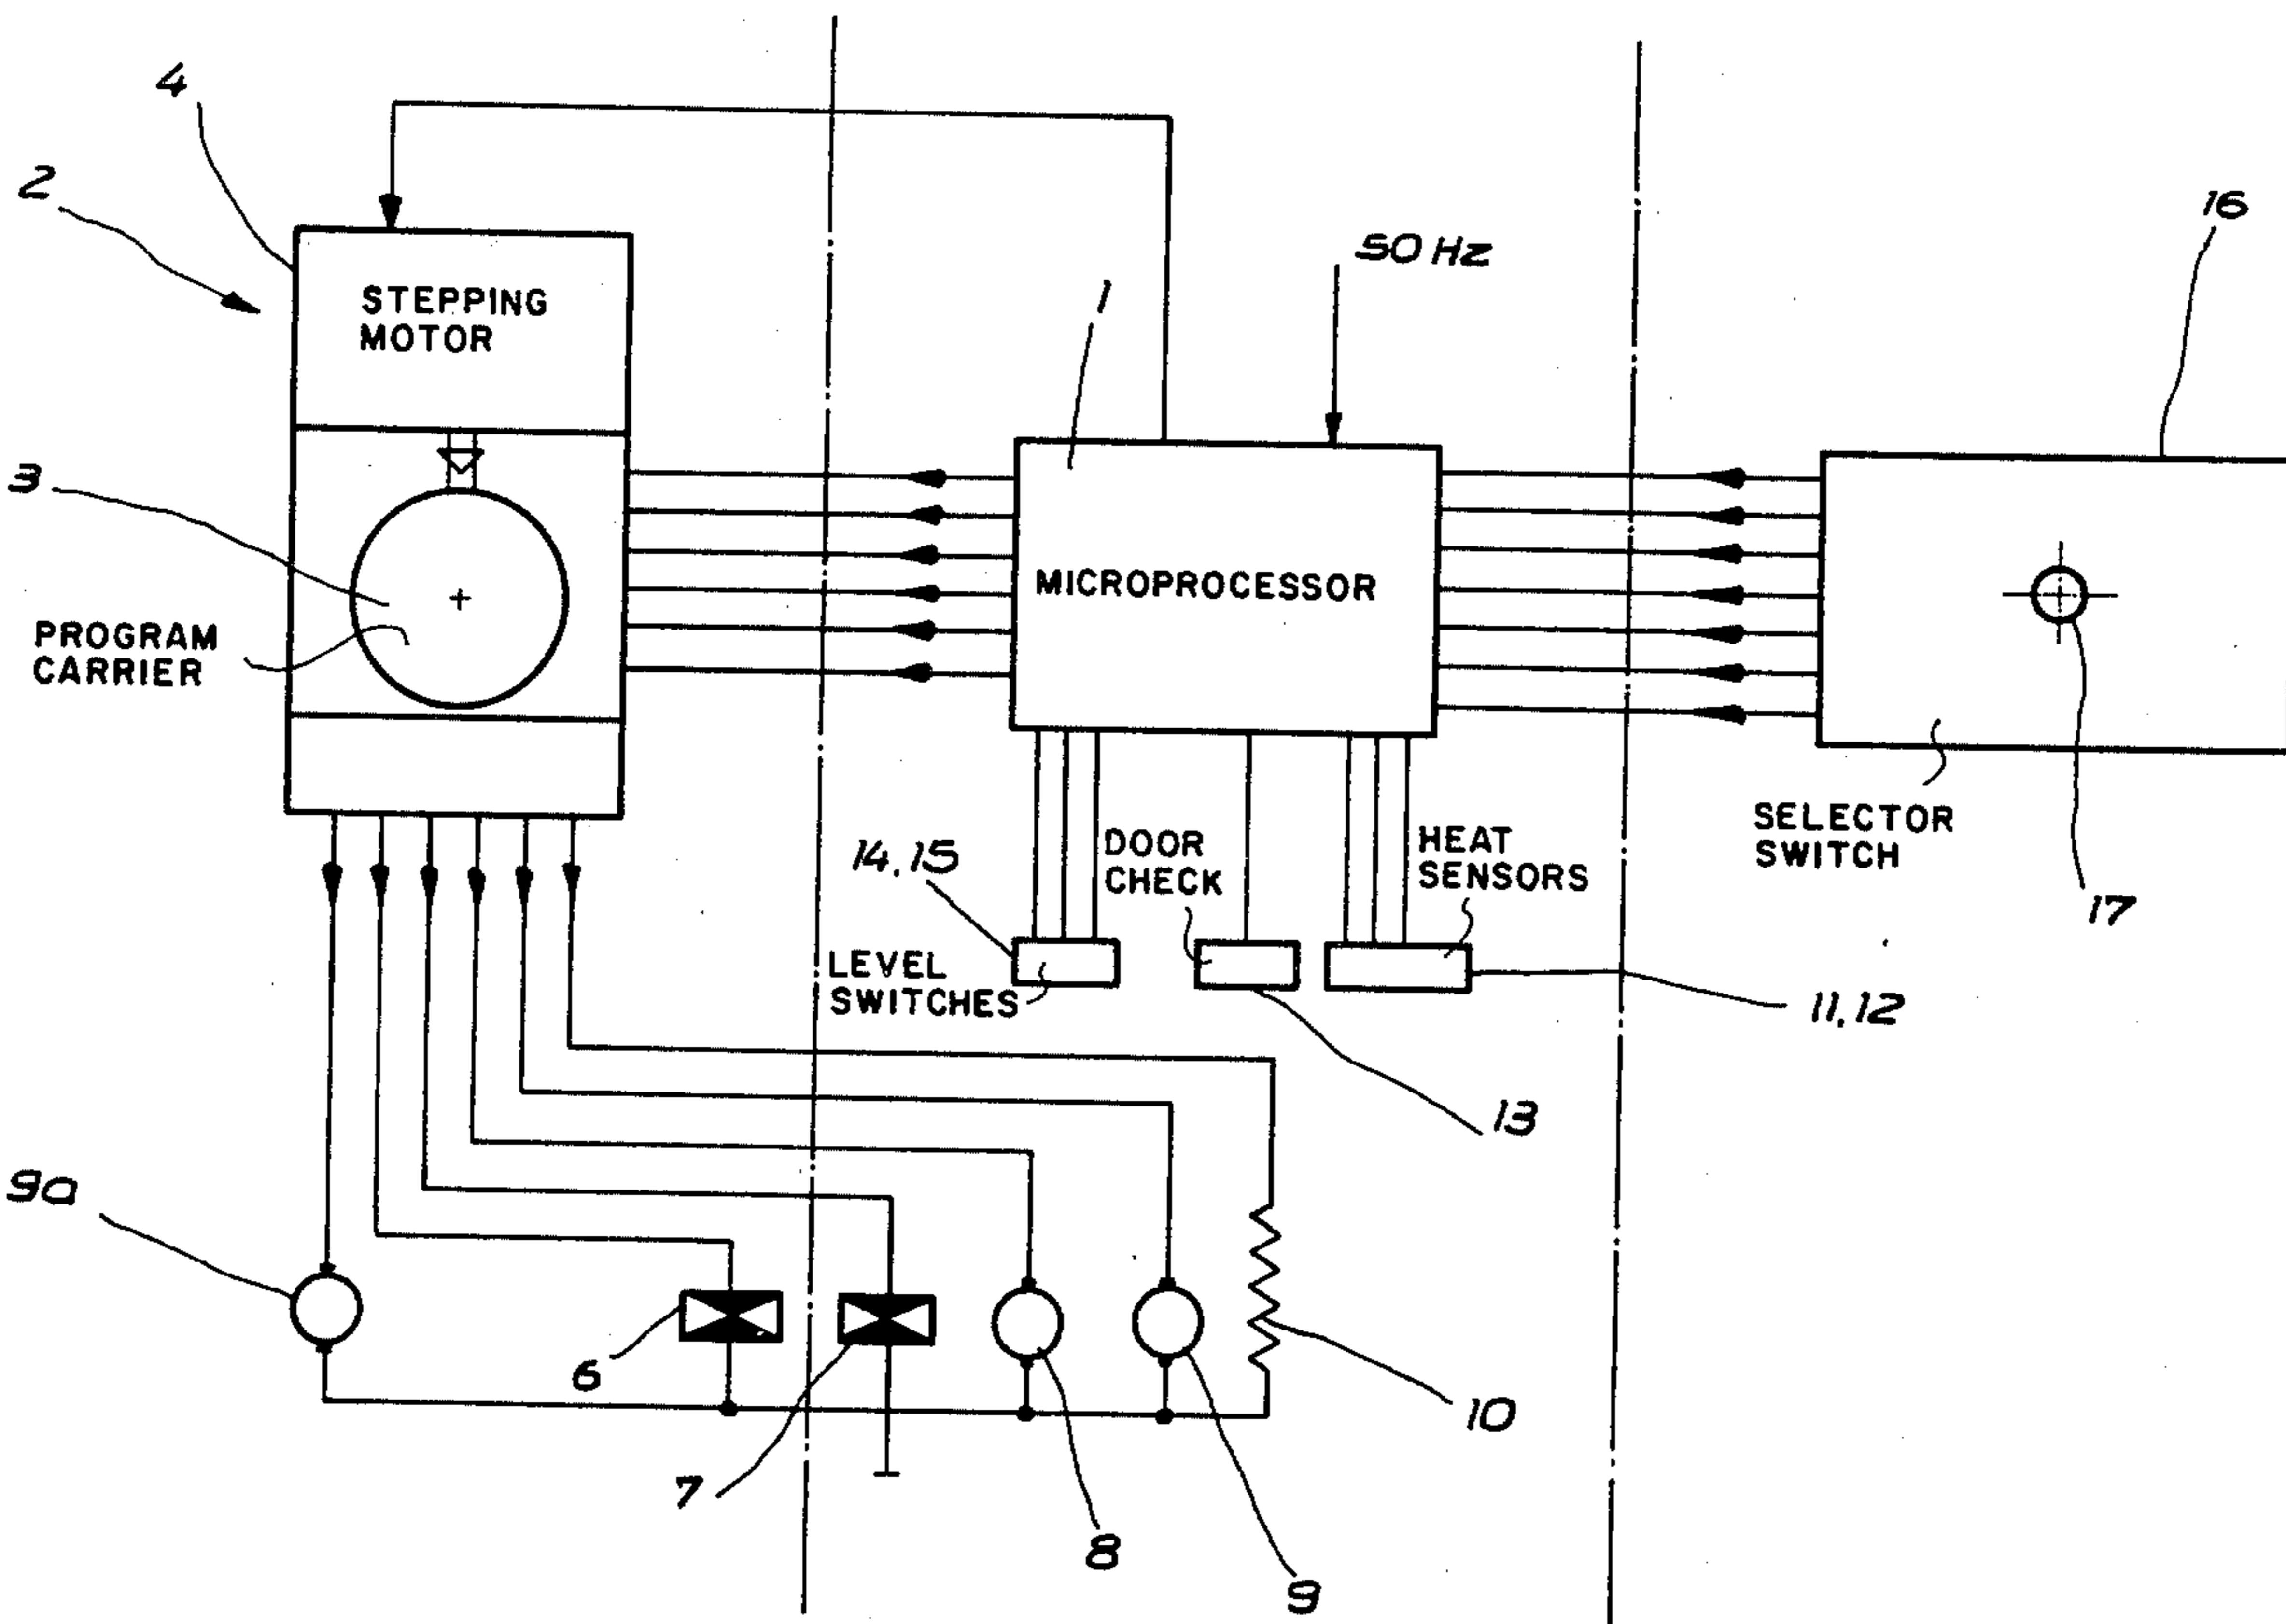 4
2
16
50 Hz
STEPPING
MOTOR
1
3
MICROPROCESSOR
PROGRAM
CARRIER
SELECTOR
SWITCH
14, 15
DOOR
CHECK
HEAT
SENSORS
17
LEVEL
SWITCHES
11, 12
13
9a
6
10
7
8
9